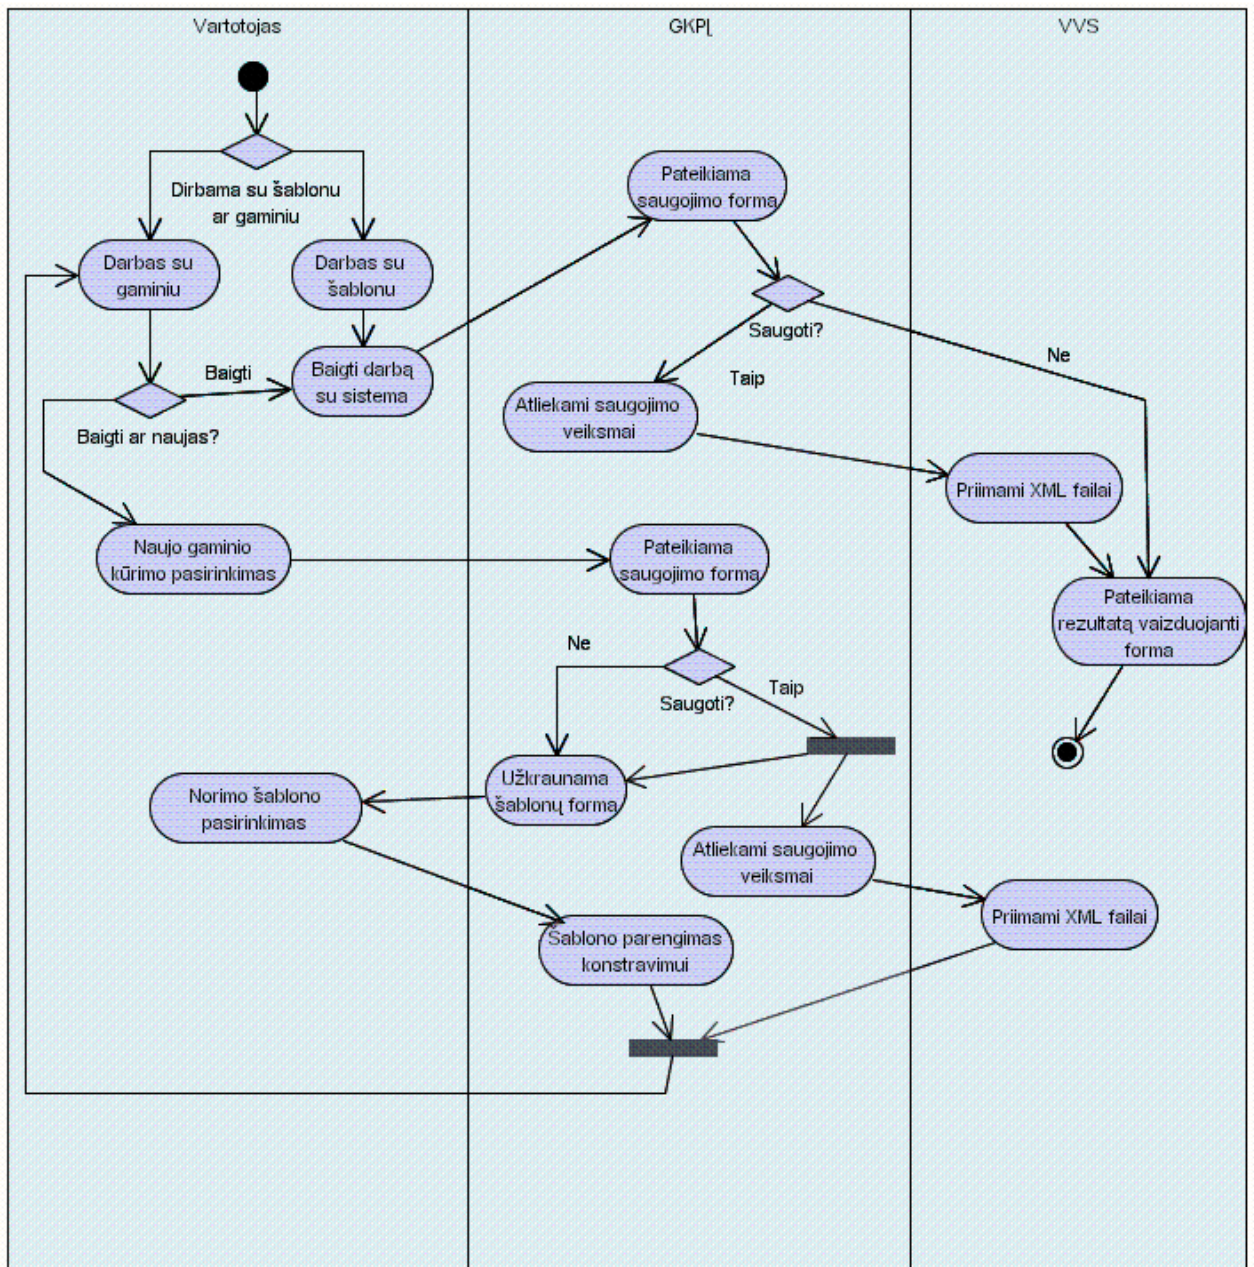 Vartotojas
GKPĮ
VVS
Dirbama su šablonu
ar gaminiu
Pateikiama
saugojimo forma
Darbas su
gaminiu
Darbas su
šablonu
Saugoti?
Ne
Baigti
Baigti darbą
su sistema
Taip
Atliekami saugojimo
veiksmai
Baigti ar naujas?
Priimami XML failai
Naujo gaminio
kūrimo pasirinkimas
Pateikiama
saugojimo forma
Pateikiama
rezultatą vaizduojanti
forma
Ne
Taip
Saugoti?
Užkraunama
šablonų forma
Norimo šablono
pasirinkimas
Atliekami saugojimo
veiksmai
Priimami XML failai
Šablono parengimas
konstravimui